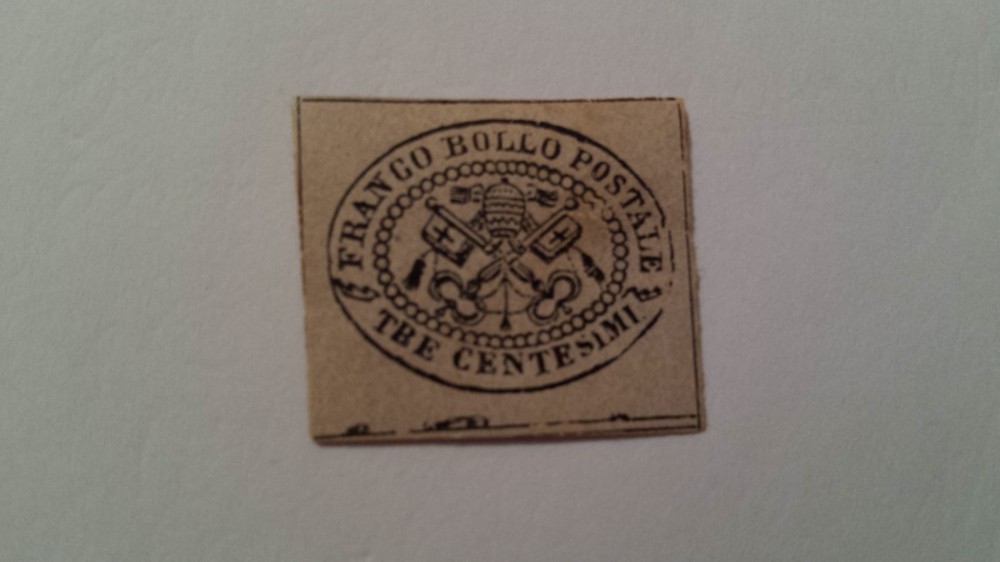 FRANCO BOLLO POSTALE
TRE CENTESIMI